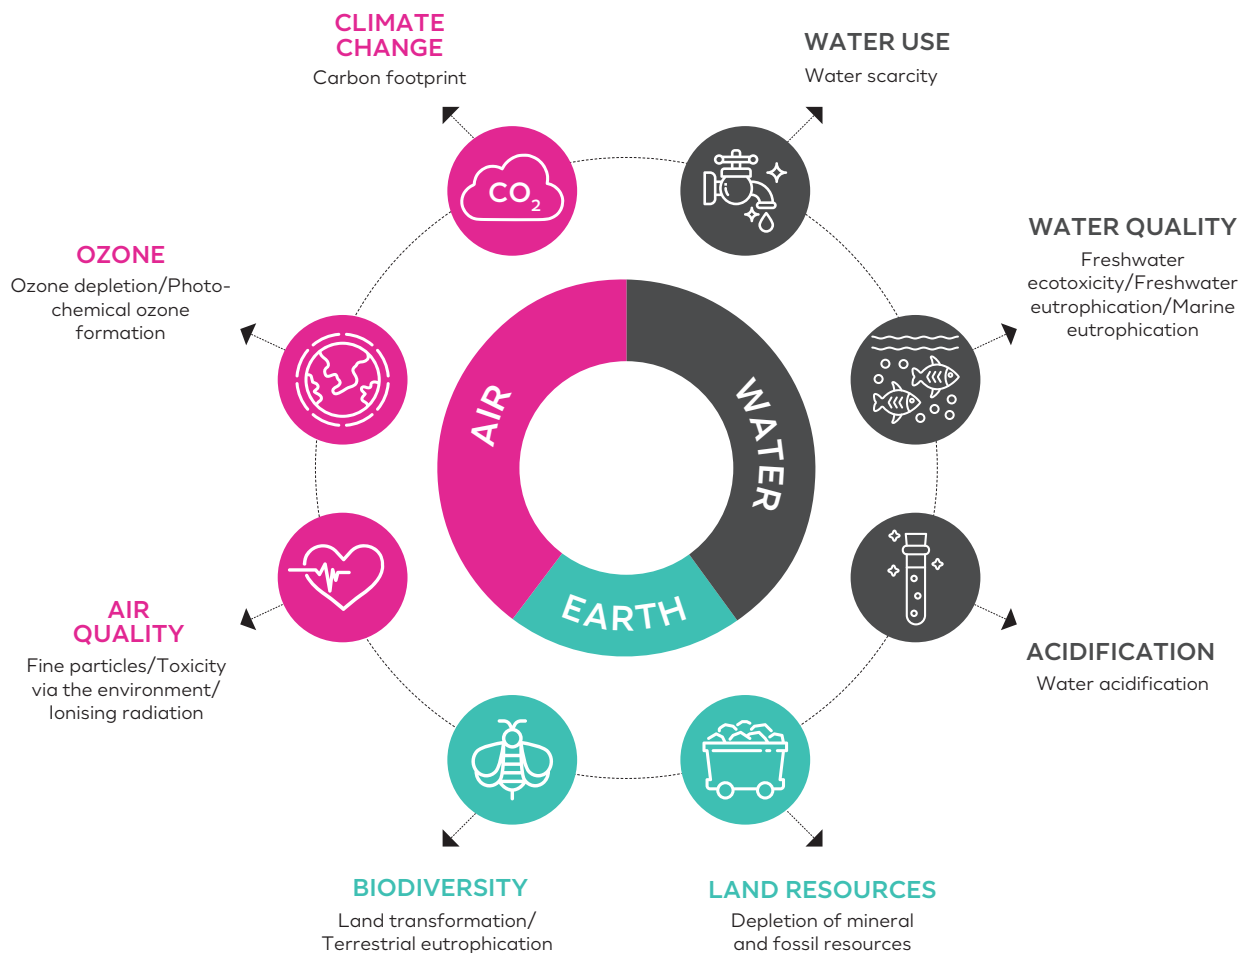 CLIMATE
CHANGE
Carbon footprint
WATER USE
Water scarcity
CO2
OZONE
Ozone depletion/Photo-
chemical ozone
formation
WATER QUALITY
Freshwater
ecotoxicity/Freshwater
eutrophication/Marine
eutrophication
AIR
WATER
EARTH
AIR
QUALITY
Fine particles/Toxicity
via the environment/
Ionising radiation
ACIDIFICATION
Water acidification
BIODIVERSITY
Land transformation/
Terrestrial eutrophication
LAND RESOURCES
Depletion of mineral
and fossil resources